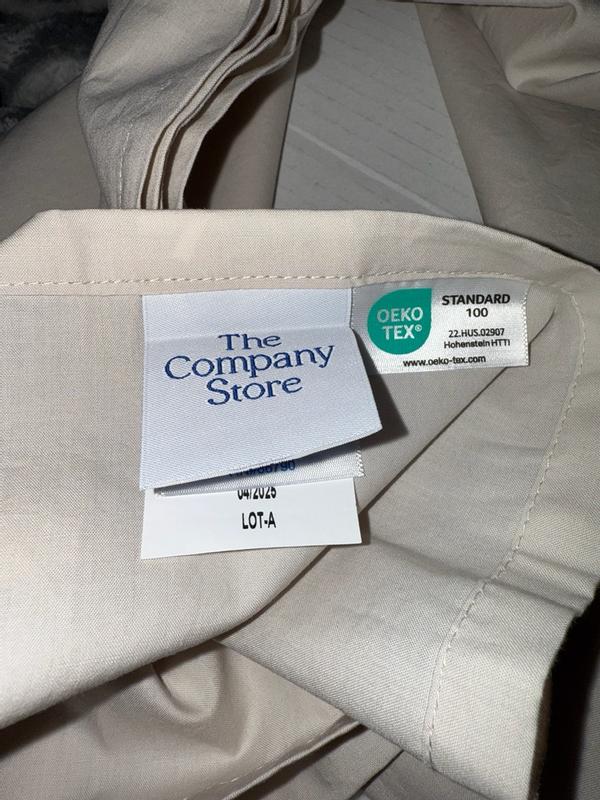 The
Company
Store
OEKO
TEX®
STANDARD
100
22.HUS.02907
Hohenstein HTTI
www.oeko-tex.com
04/2025
LOT-A